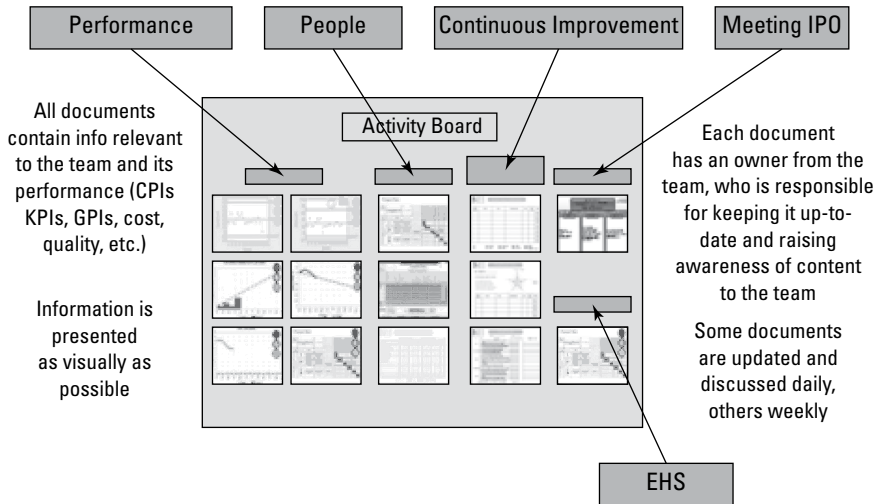 Performance
People
Continuous Improvement
Meeting IPO
Activity Board
All documents
contain info relevant
to the team and its
performance (CPIs
KPIs, GPIs, cost,
quality, etc.)
Information is
presented
as visually as
possible
Each document
has an owner from the
team, who is responsible
for keeping it up-to-
date and raising
awareness of content
to the team
Some documents
are updated and
discussed daily,
others weekly
EHS